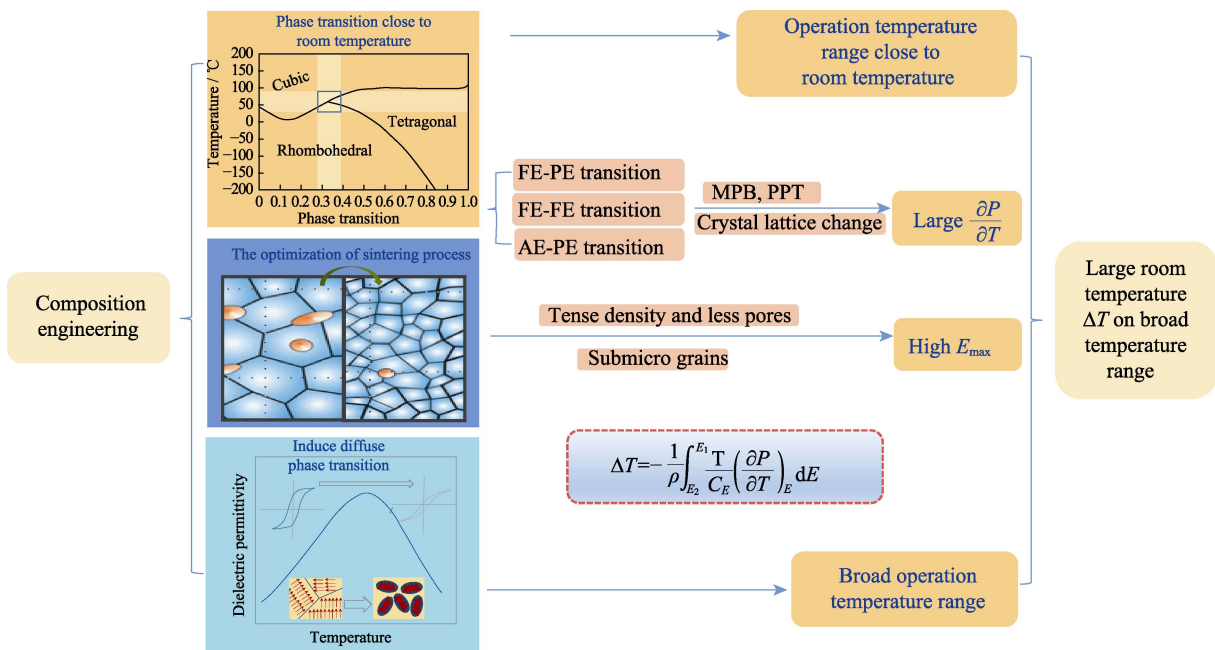 Composition
engineering
Phase transition close to
room temperature
Temperature / ℃
200
150
100
50
0
−50
−100
−150
−200
Cubic
Tetragonal
Rhombohedral
0 0.1 0.2 0.3 0.4 0.5 0.6 0.7 0.8 0.9 1.0
Phase transition
The optimization of sintering process
Induce diffuse
phase transition
Dielectric permittivity
Temperature
FE-PE transition
FE-FE transition
AE-PE transition
MPB, PPT
Crystal lattice change
Tense density and less pores
Submicro grains
ΔT=−1/ρ∫_{E₂}^{E₁} T/C_E (∂P/∂T)_E dE
Operation temperature
range close to
room temperature
Large ∂P/∂T
High E_max
Broad operation
temperature range
Large room
temperature
ΔT on broad
temperature
range